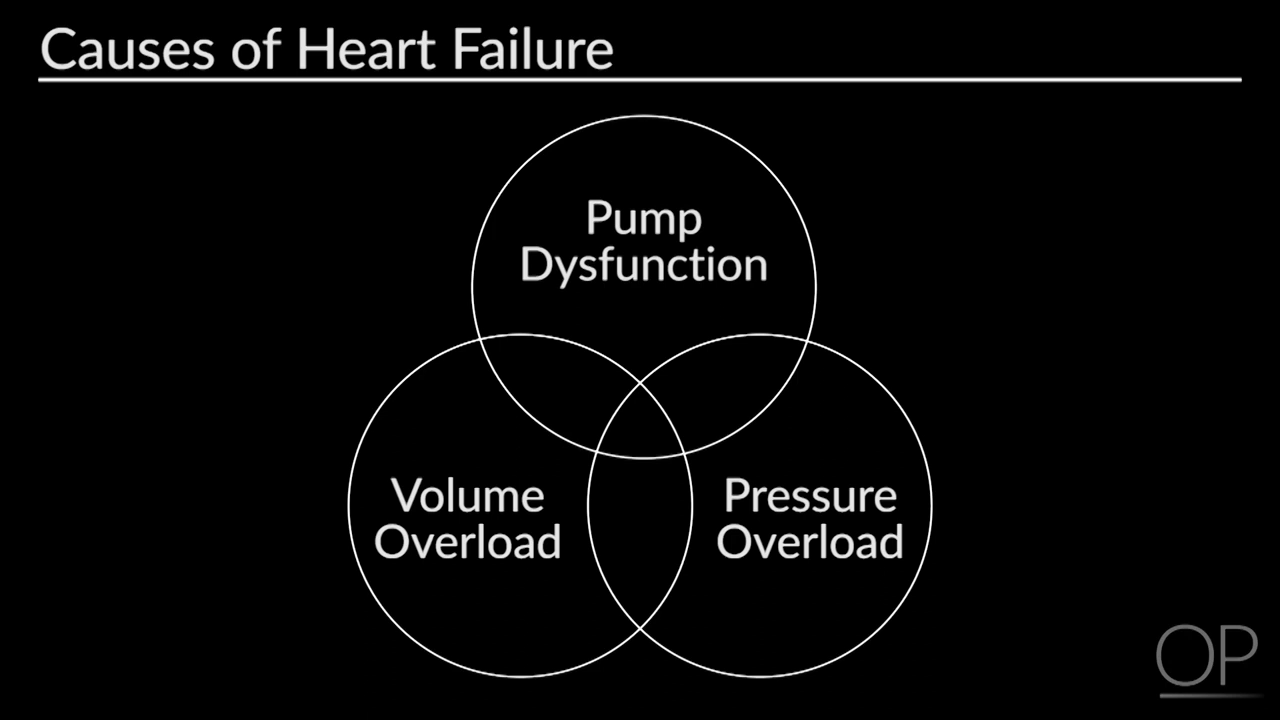 Causes of Heart Failure
Pump
Dysfunction
Volume
Overload
Pressure
Overload
OP